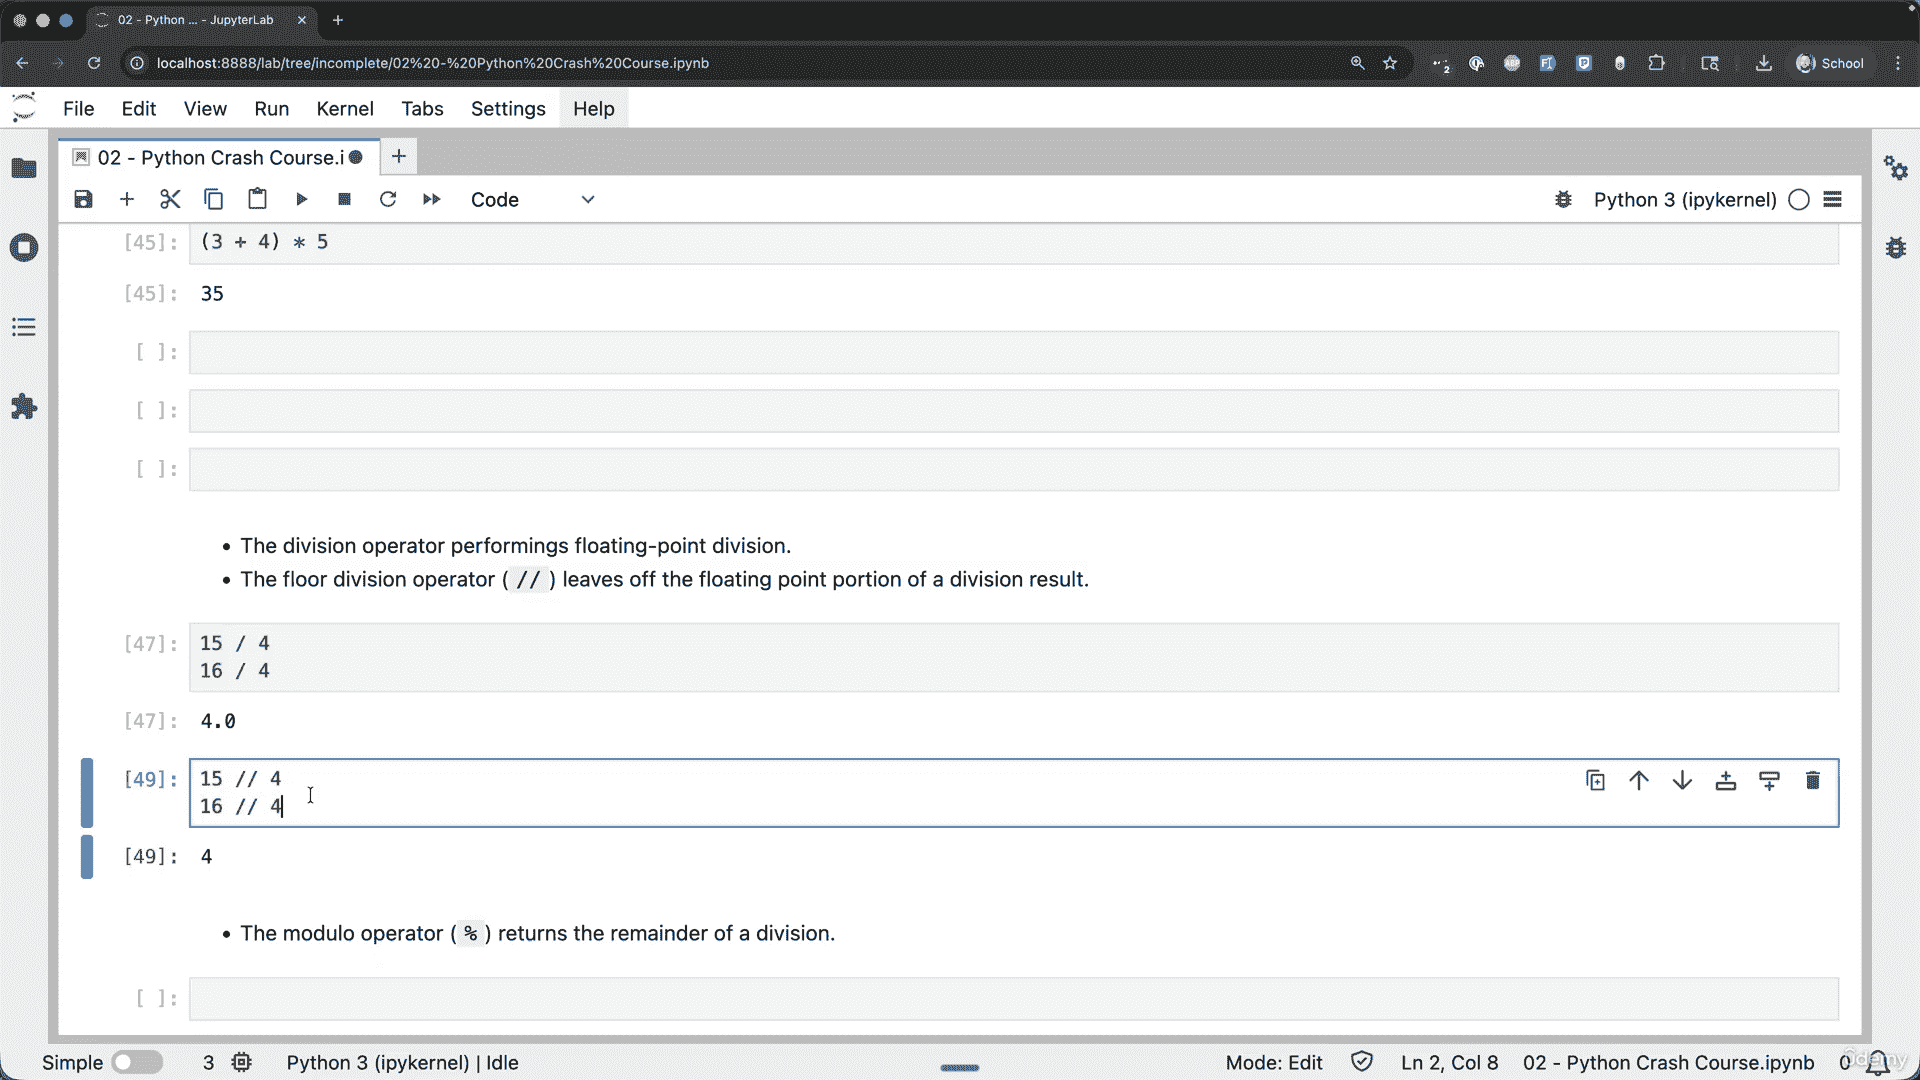 02 - Python ... - JupyterLab
localhost:8888/lab/tree/incomplete/02%20-%20Python%20Crash%20Course.ipynb
2
ABP
School
File Edit View Run Kernel Tabs Settings Help
02 - Python Crash Course.i
Code
Python 3 (ipykernel)
[45]: (3 + 4) * 5
[45]: 35
[ ]:
[ ]:
[ ]:
• The division operator performings floating-point division.
• The floor division operator ( // ) leaves off the floating point portion of a division result.
[47]: 15 / 4
16 / 4
[47]: 4.0
[49]: 15 // 4
16 // 4
[49]: 4
• The modulo operator ( % ) returns the remainder of a division.
[ ]:
Simple 3 Python 3 (ipykernel) | Idle Mode: Edit Ln 2, Col 8 02 - Python Crash Course.ipynb 0
ûdemy